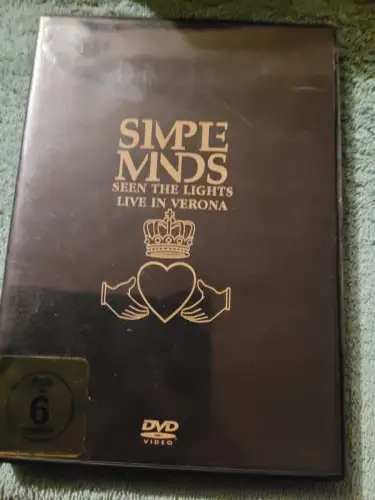 SIMPLE
MINDS
SEEN THE LIGHTS
LIVE IN VERONA
6
DVD
VIDEO